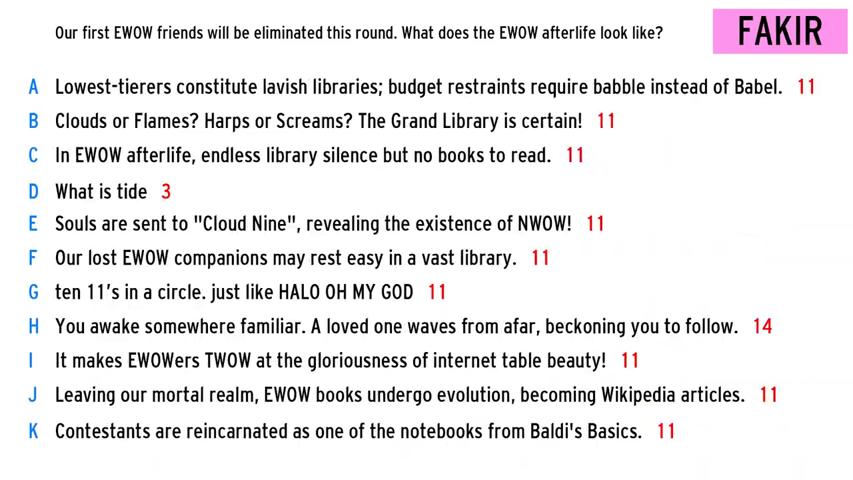 Our first EWOW friends will be eliminated this round. What does the EWOW afterlife look like?
FAKIR
A Lowest-tierers constitute lavish libraries; budget restraints require babble instead of Babel. 11
B Clouds or Flames? Harps or Screams? The Grand Library is certain! 11
C In EWOW afterlife, endless library silence but no books to read. 11
D What is tide 3
E Souls are sent to "Cloud Nine", revealing the existence of NWOW! 11
F Our lost EWOW companions may rest easy in a vast library. 11
G ten 11's in a circle. just like HALO OH MY GOD 11
H You awake somewhere familiar. A loved one waves from afar, beckoning you to follow. 14
I It makes EWOWers TWOW at the gloriousness of internet table beauty! 11
J Leaving our mortal realm, EWOW books undergo evolution, becoming Wikipedia articles. 11
K Contestants are reincarnated as one of the notebooks from Baldi's Basics. 11